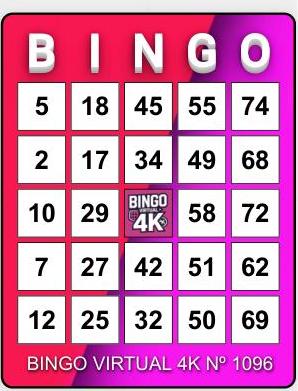 B I N G O
5 18 45 55 74
2 17 34 49 68
10 29 BINGO VIRTUAL 4K 58 72
7 27 42 51 62
12 25 32 50 69
BINGO VIRTUAL 4K Nº 1096